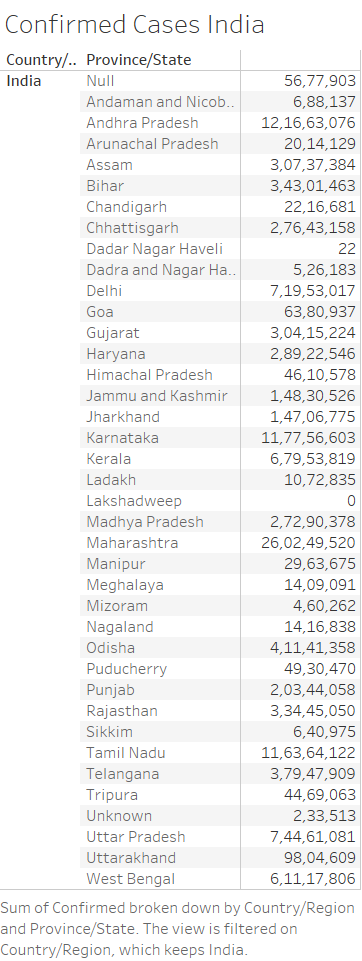 Confirmed Cases India
Country/.. Province/State
India Null 56,77,903
Andaman and Nicob.. 6,88,137
Andhra Pradesh 12,16,63,076
Arunachal Pradesh 20,14,129
Assam 3,07,37,384
Bihar 3,43,01,463
Chandigarh 22,16,681
Chhattisgarh 2,76,43,158
Dadar Nagar Haveli 22
Dadra and Nagar Ha.. 5,26,183
Delhi 7,19,53,017
Goa 63,80,937
Gujarat 3,04,15,224
Haryana 2,89,22,546
Himachal Pradesh 46,10,578
Jammu and Kashmir 1,48,30,526
Jharkhand 1,47,06,775
Karnataka 11,77,56,603
Kerala 6,79,53,819
Ladakh 10,72,835
Lakshadweep 0
Madhya Pradesh 2,72,90,378
Maharashtra 26,02,49,520
Manipur 29,63,675
Meghalaya 14,09,091
Mizoram 4,60,262
Nagaland 14,16,838
Odisha 4,11,41,358
Puducherry 49,30,470
Punjab 2,03,44,058
Rajasthan 3,34,45,050
Sikkim 6,40,975
Tamil Nadu 11,63,64,122
Telangana 3,79,47,909
Tripura 44,69,063
Unknown 2,33,513
Uttar Pradesh 7,44,61,081
Uttarakhand 98,04,609
West Bengal 6,11,17,806
Sum of Confirmed broken down by Country/Region
and Province/State. The view is filtered on
Country/Region, which keeps India.